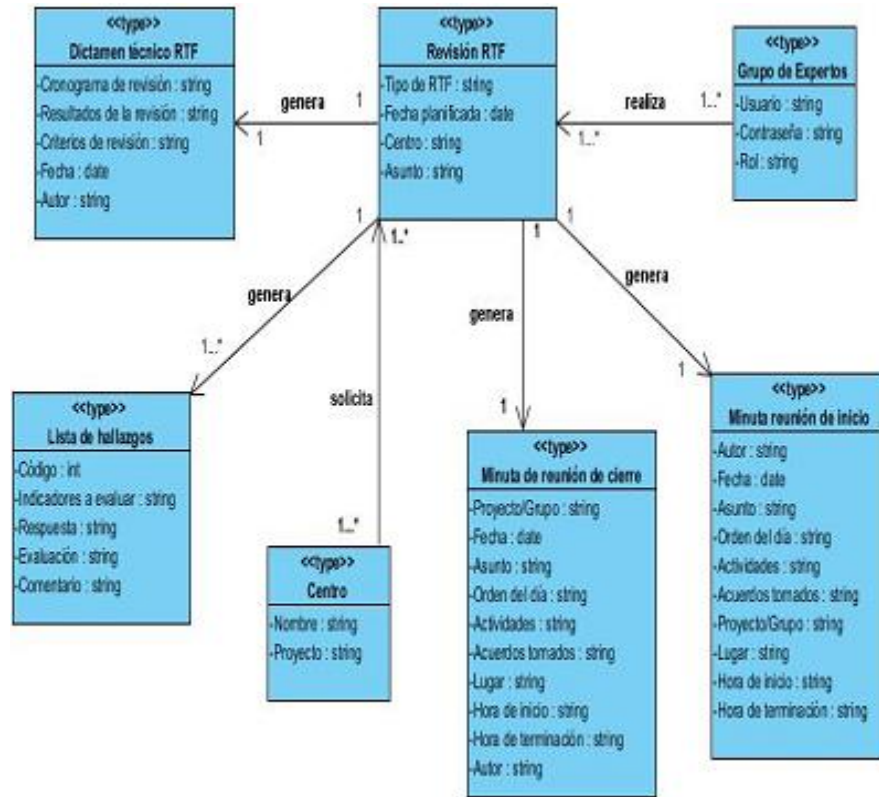 <<type>>
Dictamen técnico RTF
-Cronograma de revisión : string
-Resultados de la revisión : string
-Criterios de revisión : string
-Fecha : date
-Autor : string
genera
1
1
<<type>>
Revisión RTF
-Tipo de RTF : string
-Fecha planificada : date
-Centro : string
-Asunto : string
realiza
1...*
1...*
<<type>>
Grupo de Expertos
-Usuario : string
-Contraseña : string
-Rol : string
1
genera
1...*
1..*
solicita
1...*
1
genera
1
1
genera
1
<<type>>
Lista de hallazgos
-Código : int
-Indicadores a evaluar : string
-Respuesta : string
-Evaluación : string
-Comentario : string
<<type>>
Centro
-Nombre : string
-Proyecto : string
<<type>>
Minuta de reunión de cierre
-Proyecto/Grupo : string
-Fecha : date
-Asunto : string
-Orden del día : string
-Actividades : string
-Acuerdos tomados : string
-Lugar : string
-Hora de inicio : string
-Hora de terminación : string
-Autor : string
<<type>>
Minuta reunión de inicio
-Autor : string
-Fecha : date
-Asunto : string
-Orden del día : string
-Actividades : string
-Acuerdos tomados : string
-Proyecto/Grupo : string
-Lugar : string
-Hora de inicio : string
-Hora de terminación : string